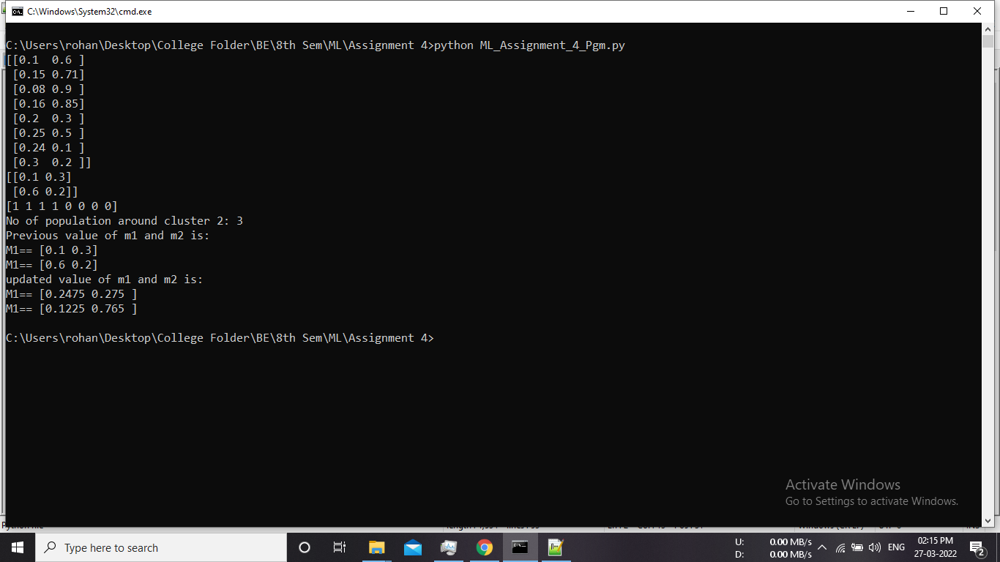 C:\Windows\System32\cmd.exe
C:\Users\rohan\Desktop\College Folder\BE\8th Sem\ML\Assignment 4>python ML_Assignment_4_Pgm.py
[[0.1  0.6 ]
 [0.15 0.71]
 [0.08 0.9 ]
 [0.16 0.85]
 [0.2  0.3 ]
 [0.25 0.5 ]
 [0.24 0.1 ]
 [0.3  0.2 ]]
[[0.1 0.3]
 [0.6 0.2]]
[1 1 1 1 0 0 0 0]
No of population around cluster 2: 3
Previous value of m1 and m2 is:
M1== [0.1 0.3]
M1== [0.6 0.2]
updated value of m1 and m2 is:
M1== [0.2475 0.275 ]
M1== [0.1225 0.765 ]
C:\Users\rohan\Desktop\College Folder\BE\8th Sem\ML\Assignment 4>
Activate Windows
Go to Settings to activate Windows.
Type here to search
U: 0.00 MB/s
D: 0.00 MB/s
ENG
02:15 PM
27-03-2022
2